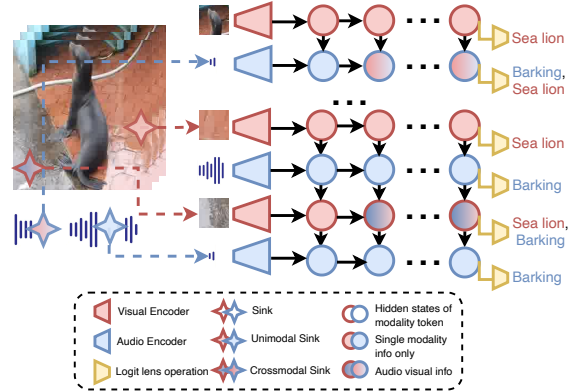 Sea lion
Barking,
Sea lion
Sea lion
Barking
Sea lion,
Barking
Barking
Visual Encoder
Sink
Hidden states of
modality token
Audio Encoder
Unimodal Sink
Single modality
info only
Logit lens operation
Crossmodal Sink
Audio visual info